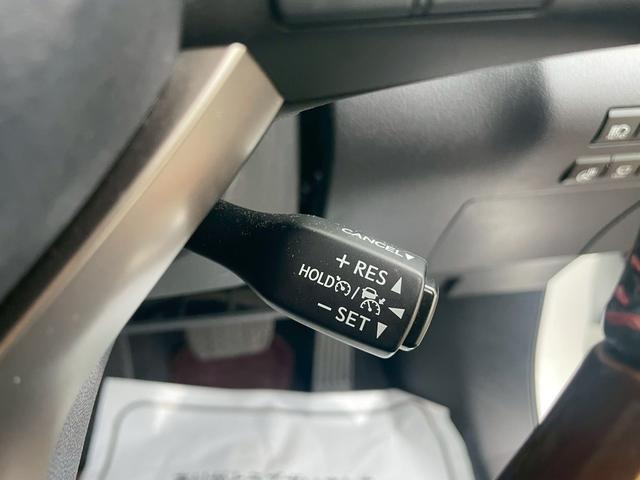 CANCEL▼
+ RES ▲
HOLD / ◀
− SET ▼